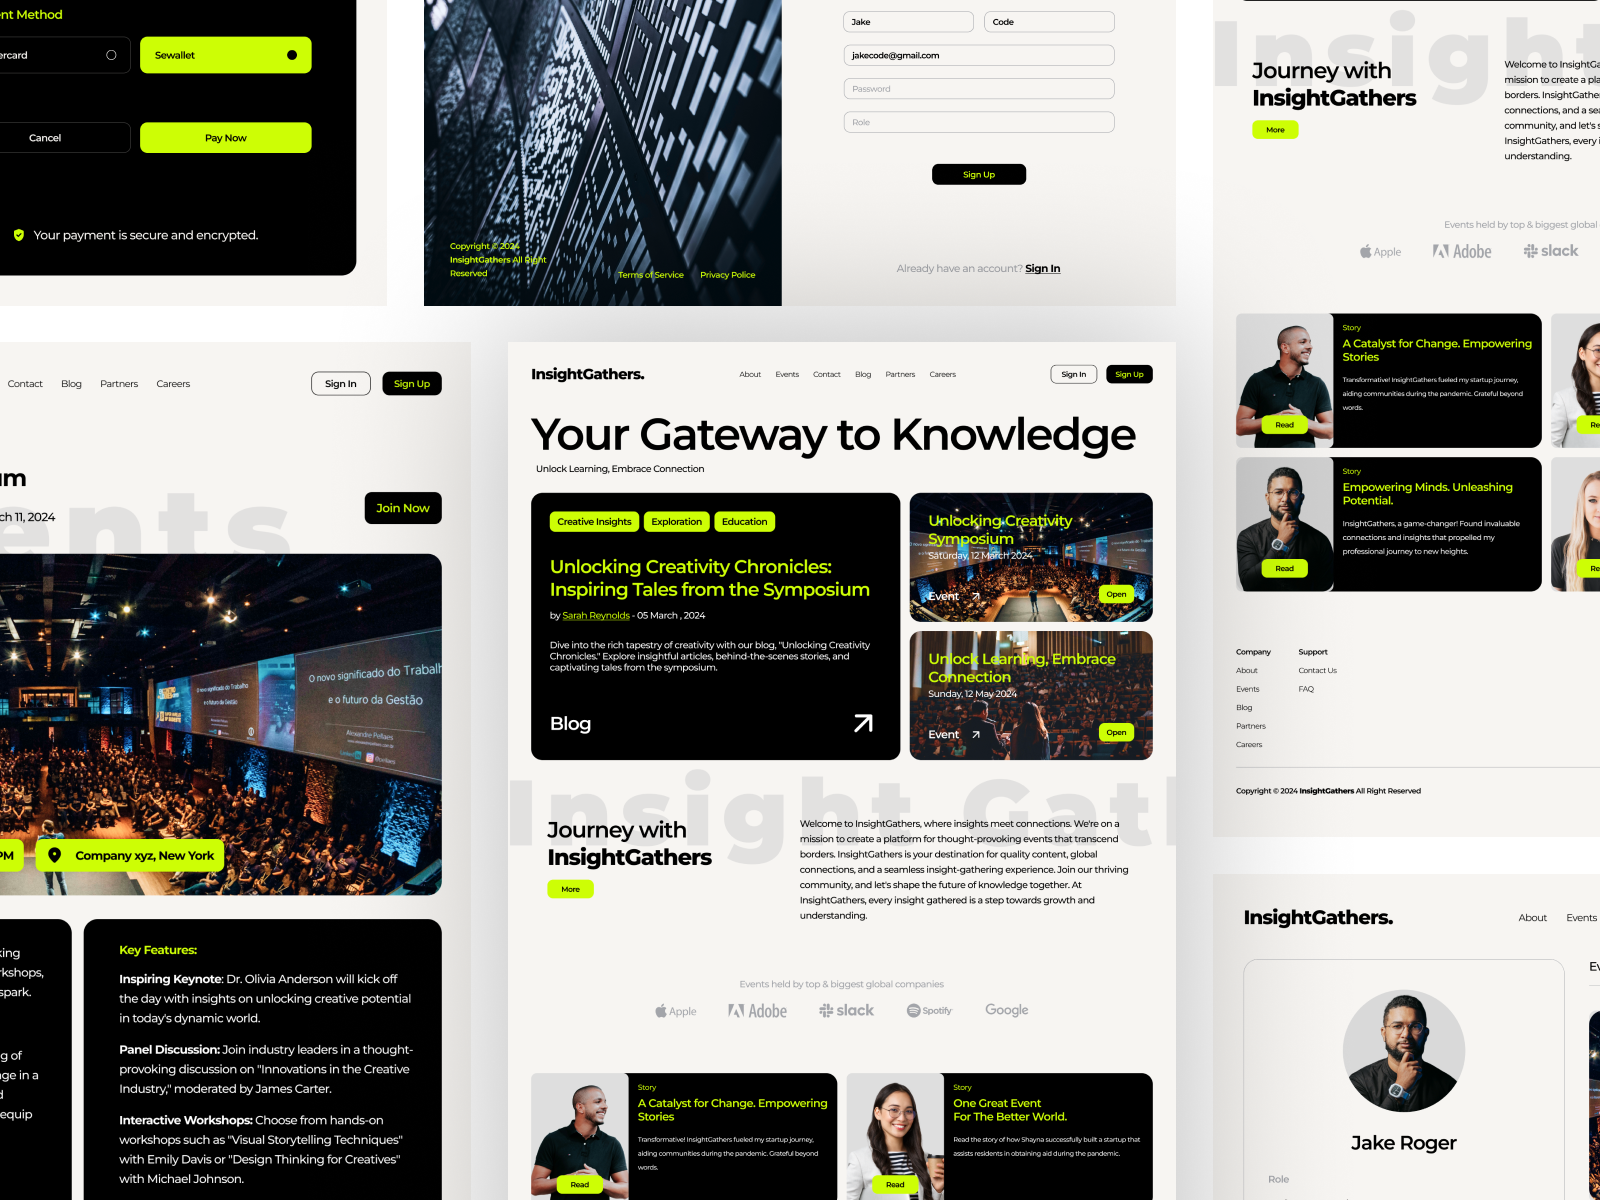 nt Method
ercard
Sewallet
Cancel
Pay Now
Your payment is secure and encrypted.
Copyright © 2024
InsightGathers All Right
Reserved
Terms of Service
Privacy Police
Jake
Code
jakecode@gmail.com
Password
Role
Sign Up
Already have an account? Sign In
Insight
Journey with
InsightGathers
More
Welcome to InsightGa
mission to create a pla
borders. InsightGathe
connections, and a sea
community, and let's s
InsightGathers, every i
understanding.
Events held by top & biggest global
Apple
Adobe
slack
Story
A Catalyst for Change. Empowering
Stories
Transformative! InsightGathers fueled my startup journey,
aiding communities during the pandemic. Grateful beyond
words.
Read
Re
Story
Empowering Minds. Unleashing
Potential.
InsightGathers, a game-changer! Found invaluable
connections and insights that propelled my
professional journey to new heights.
Read
Re
Company
Support
About
Contact Us
Events
FAQ
Blog
Partners
Careers
Copyright © 2024 InsightGathers All Right Reserved
Contact
Blog
Partners
Careers
Sign In
Sign Up
um
ents
ch 11, 2024
Join Now
O novo significado do Trabalho
O novo significado do Trabalh
e o futuro da Gestão
Alexandre Pellaes
PM
Company xyz, New York
king
rkshops,
spark.
g of
nge in a
d
equip
Key Features:
Inspiring Keynote: Dr. Olivia Anderson will kick off
the day with insights on unlocking creative potential
in today's dynamic world.
Panel Discussion: Join industry leaders in a thought-
provoking discussion on "Innovations in the Creative
Industry," moderated by James Carter.
Interactive Workshops: Choose from hands-on
workshops such as "Visual Storytelling Techniques"
with Emily Davis or "Design Thinking for Creatives"
with Michael Johnson.
InsightGathers.
About
Events
Contact
Blog
Partners
Careers
Sign In
Sign Up
Your Gateway to Knowledge
Unlock Learning, Embrace Connection
Creative Insights
Exploration
Education
Unlocking Creativity Chronicles:
Inspiring Tales from the Symposium
by Sarah Reynolds - 05 March , 2024
Dive into the rich tapestry of creativity with our blog, "Unlocking Creativity
Chronicles." Explore insightful articles, behind-the-scenes stories, and
captivating tales from the symposium.
Blog
Unlocking Creativity
Symposium
Saturday, 12 March 2024
Event
Open
Unlock Learning, Embrace
Connection
Sunday, 12 May 2024
Event
Open
Insight Gath
Journey with
InsightGathers
More
Welcome to InsightGathers, where insights meet connections. We're on a
mission to create a platform for thought-provoking events that transcend
borders. InsightGathers is your destination for quality content, global
connections, and a seamless insight-gathering experience. Join our thriving
community, and let's shape the future of knowledge together. At
InsightGathers, every insight gathered is a step towards growth and
understanding.
Events held by top & biggest global companies
Apple
Adobe
slack
Spotify
Google
Story
A Catalyst for Change. Empowering
Stories
Transformative! InsightGathers fueled my startup journey,
aiding communities during the pandemic. Grateful beyond
words.
Read
Story
One Great Event
For The Better World.
Read the story of how Shayna successfully built a startup that
assists residents in obtaining aid during the pandemic.
Read
InsightGathers.
About
Events
Ev
Jake Roger
Role